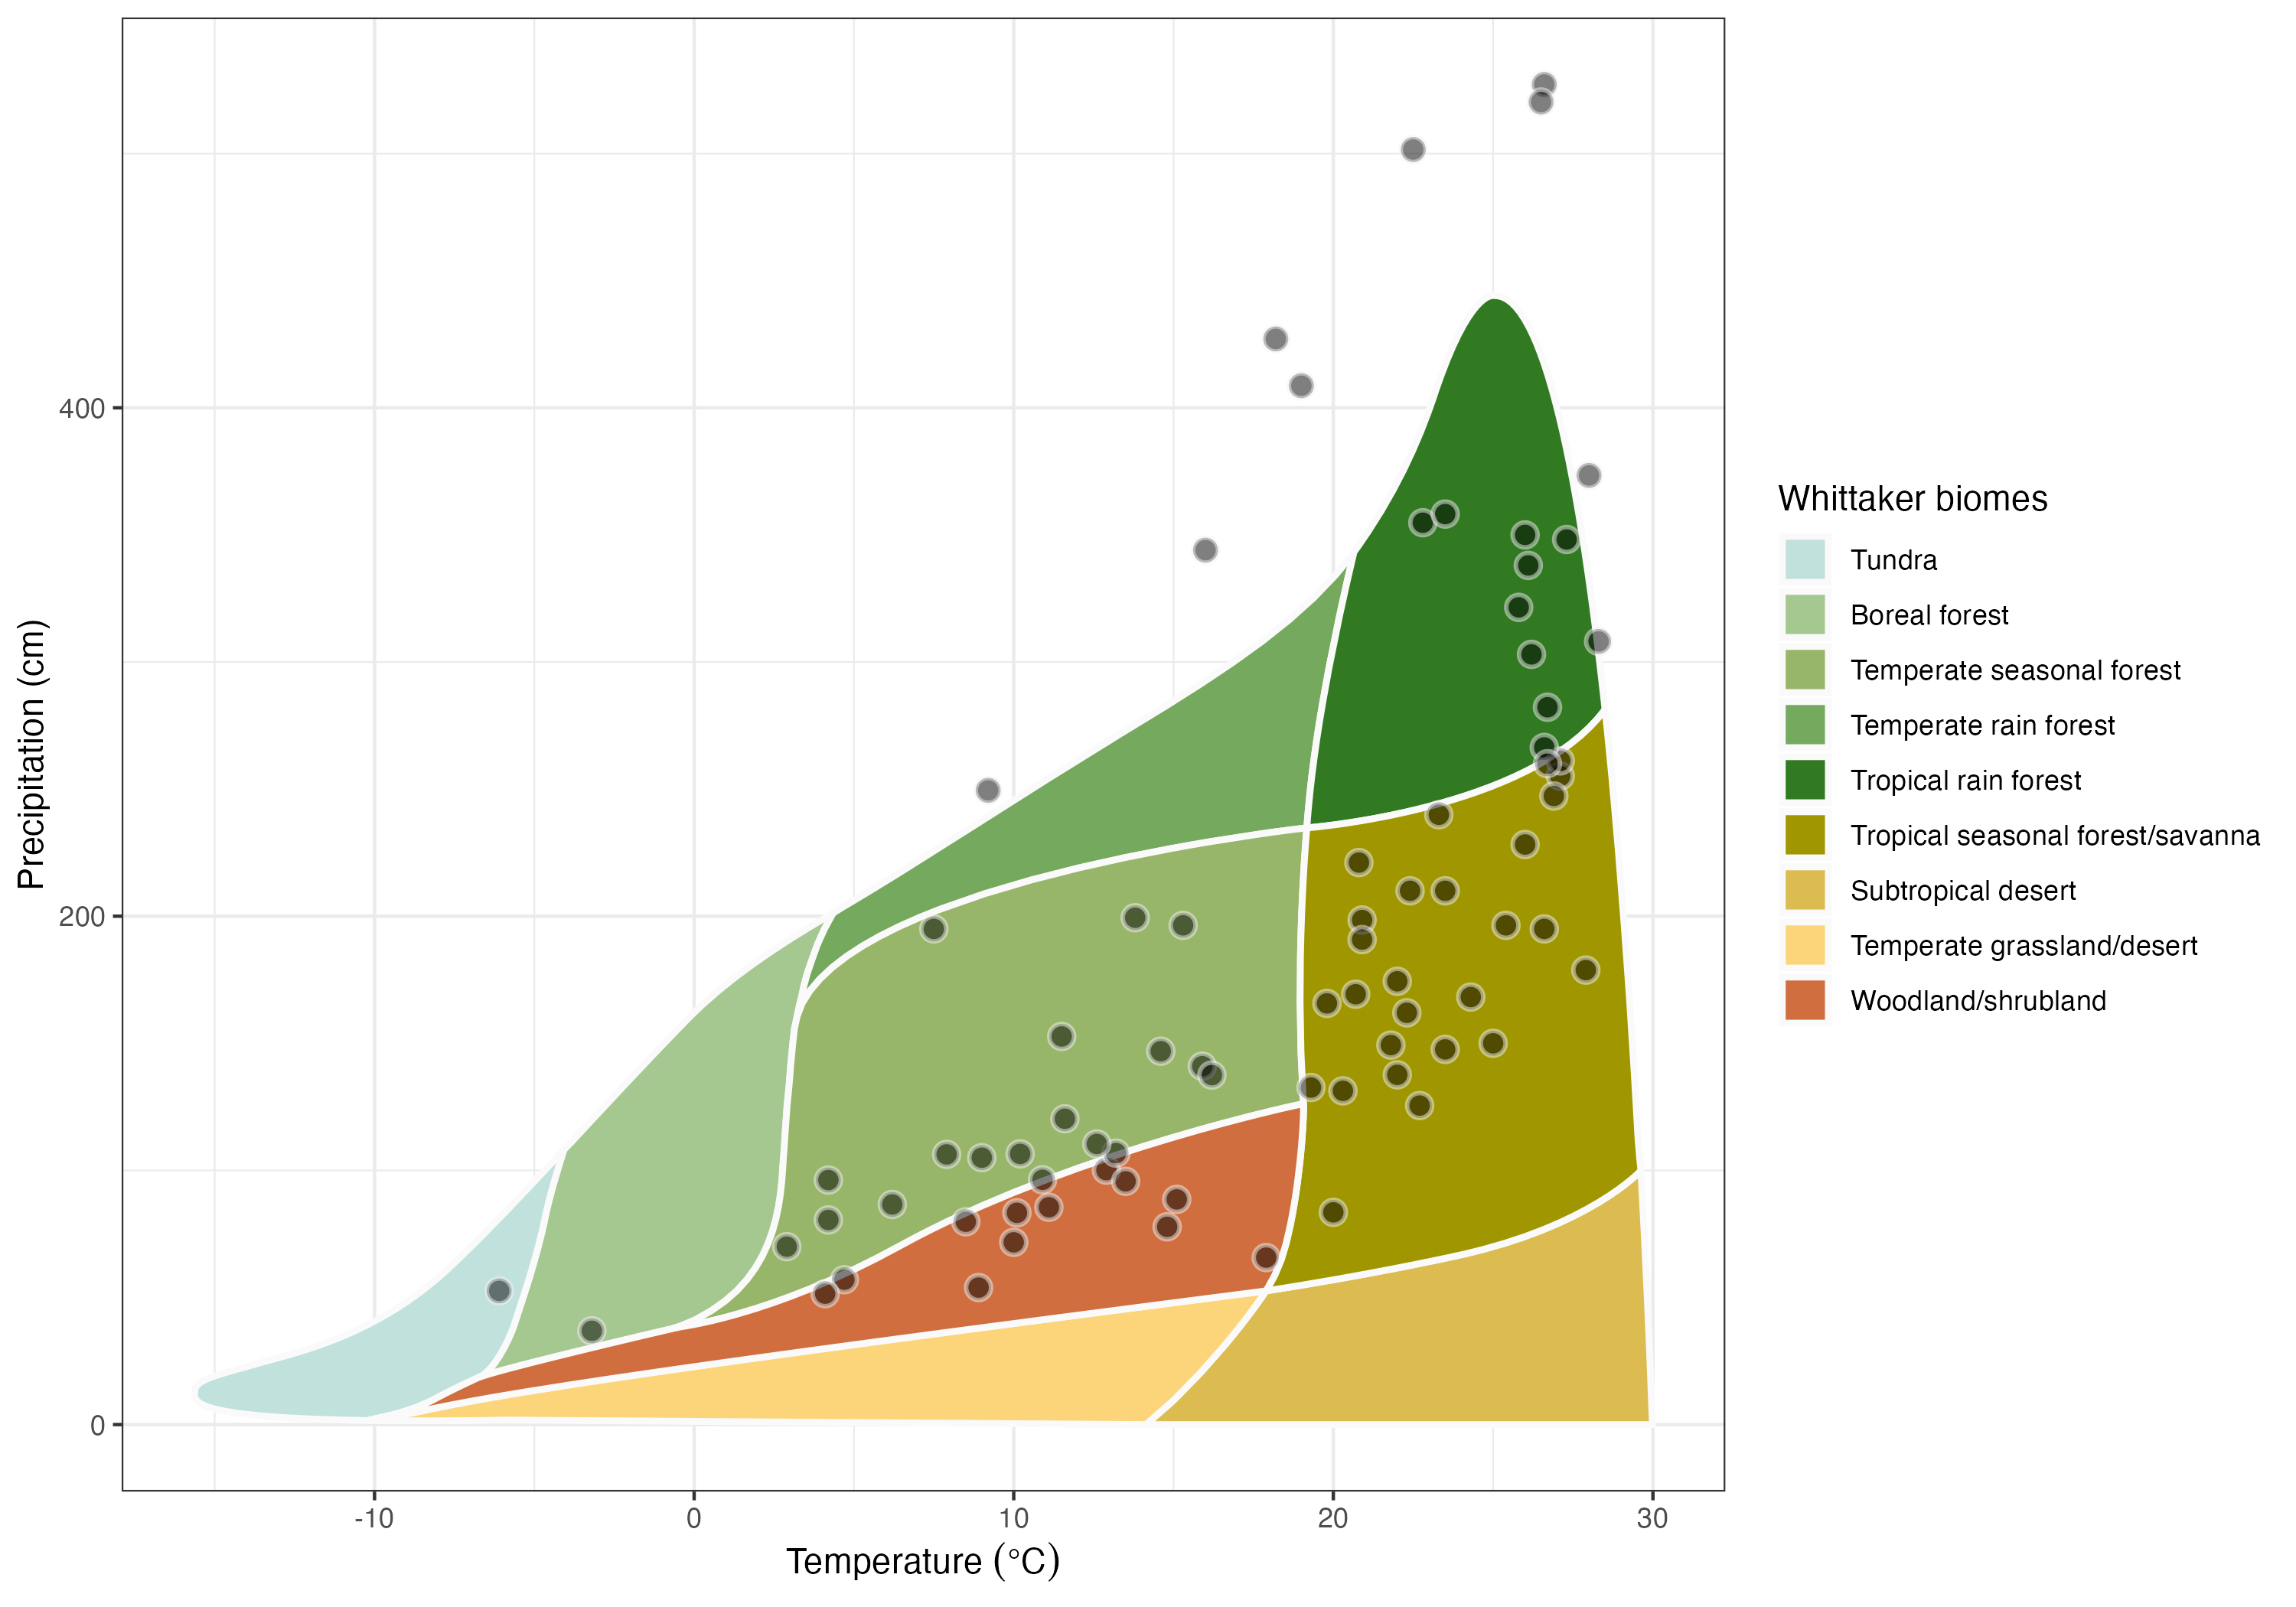 400
200
0
-10
0
10
20
30
Temperature (°C)
Precipitation (cm)
Whittaker biomes
Tundra
Boreal forest
Temperate seasonal forest
Temperate rain forest
Tropical rain forest
Tropical seasonal forest/savanna
Subtropical desert
Temperate grassland/desert
Woodland/shrubland